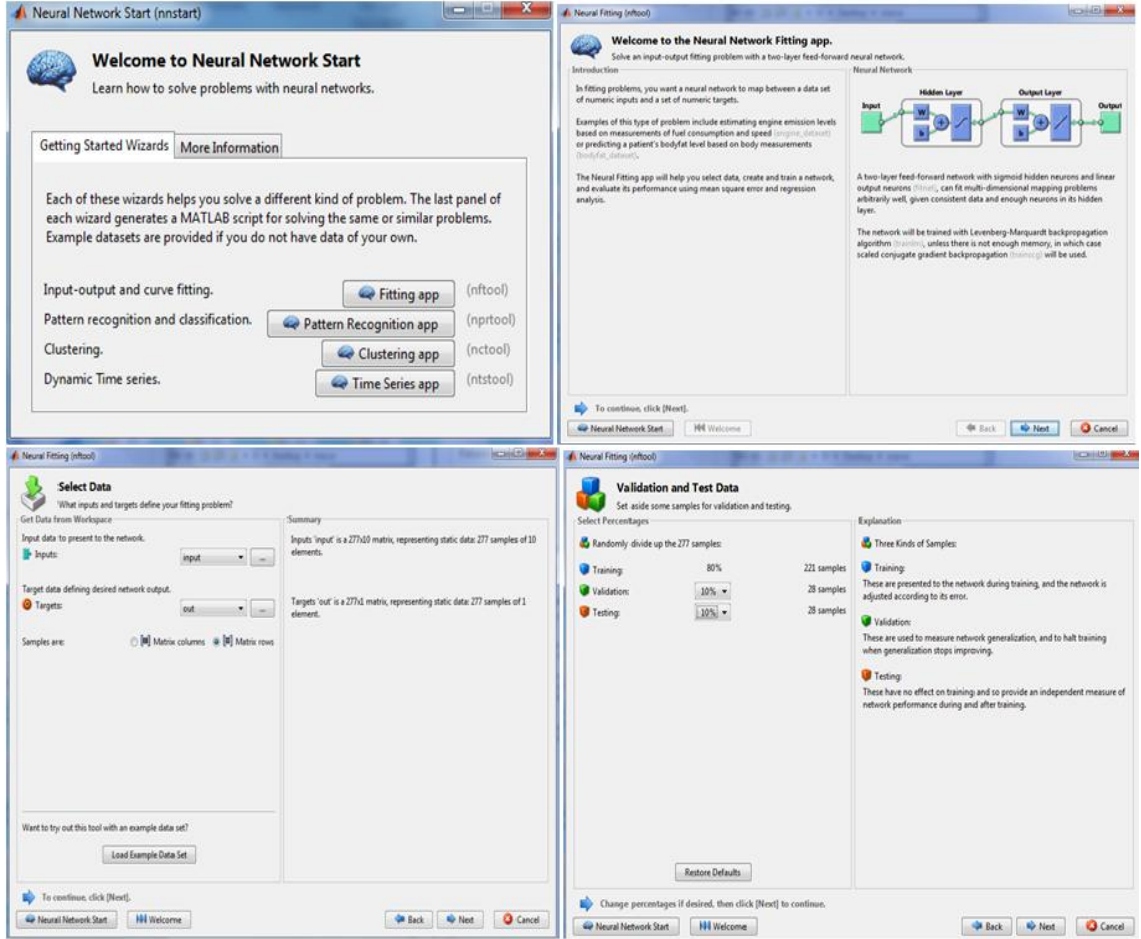 Neural Network Start (nnstart)
Welcome to Neural Network Start
Learn how to solve problems with neural networks.
Getting Started Wizards
More Information
Each of these wizards helps you solve a different kind of problem. The last panel of
each wizard generates a MATLAB script for solving the same or similar problems.
Example datasets are provided if you do not have data of your own.
Input-output and curve fitting.
Fitting app
(nftool)
Pattern recognition and classification.
Pattern Recognition app
(nprtool)
Clustering.
Clustering app
(nctool)
Dynamic Time series.
Time Series app
(ntstool)
Neural Fitting (nftool)
Welcome to the Neural Network Fitting app.
Solve an input-output fitting problem with a two-layer feed-forward neural network.
Introduction
In fitting problems, you want a neural network to map between a data set
of numeric inputs and a set of numeric targets.
Examples of this type of problem include estimating engine emission levels
based on measurements of fuel consumption and speed (engine_dataset)
or predicting a patient's bodyfat level based on body measurements
(bodyfat_dataset).
The Neural Fitting app will help you select data, create and train a network,
and evaluate its performance using mean square error and regression
analysis.
Neural Network
Hidden Layer
Output Layer
Input
Output
W
b
W
b
A two-layer feed-forward network with sigmoid hidden neurons and linear
output neurons (fitnet), can fit multi-dimensional mapping problems
arbitrarily well, given consistent data and enough neurons in its hidden
layer.
The network will be trained with Levenberg-Marquardt backpropagation
algorithm (trainlm), unless there is not enough memory, in which case
scaled conjugate gradient backpropagation (trainscg) will be used.
To continue, click [Next].
Neural Network Start
Welcome
Back
Next
Cancel
Neural Fitting (nftool)
Select Data
What inputs and targets define your fitting problem?
Get Data from Workspace
Input data to present to the network.
Inputs:
input
...
Target data defining desired network output.
Targets:
out
...
Samples are:
Matrix columns
Matrix rows
Summary
Inputs 'input' is a 277x10 matrix, representing static data: 277 samples of 10
elements.
Targets 'out' is a 277x1 matrix, representing static data: 277 samples of 1
element.
Want to try out this tool with an example data set?
Load Example Data Set
To continue, click [Next].
Neural Network Start
Welcome
Back
Next
Cancel
Neural Fitting (nftool)
Validation and Test Data
Set aside some samples for validation and testing.
Select Percentages
Randomly divide up the 277 samples:
Training:
80%
221 samples
Validation:
10%
28 samples
Testing:
10%
28 samples
Restore Defaults
Explanation
Three Kinds of Samples:
Training:
These are presented to the network during training, and the network is
adjusted according to its error.
Validation:
These are used to measure network generalization, and to halt training
when generalization stops improving.
Testing:
These have no effect on training and so provide an independent measure of
network performance during and after training.
Change percentages if desired, then click [Next] to continue.
Neural Network Start
Welcome
Back
Next
Cancel